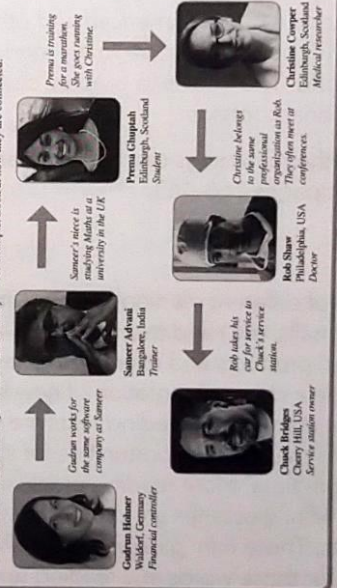 Gudrun Hohner
Waldorf, Germany
Financial controller
Gudrun works for
the same software
company as Sameer
Sameer Advani
Bangalore, India
Trainer
Sameer's niece is
studying Maths at a
university in the UK
Prema Ghuptah
Edinburgh, Scotland
Student
Prema is training
for a marathon.
She goes running
with Christine.
Christine Cowper
Edinburgh, Scotland
Medical researcher
Christine belongs
to the same
professional
organization as Rob.
They often meet at
conferences.
Rob Shaw
Philadelphia, USA
Doctor
Rob takes his
car for service to
Chuck's service
station.
Chuck Bridges
Cherry Hill, USA
Service station owner